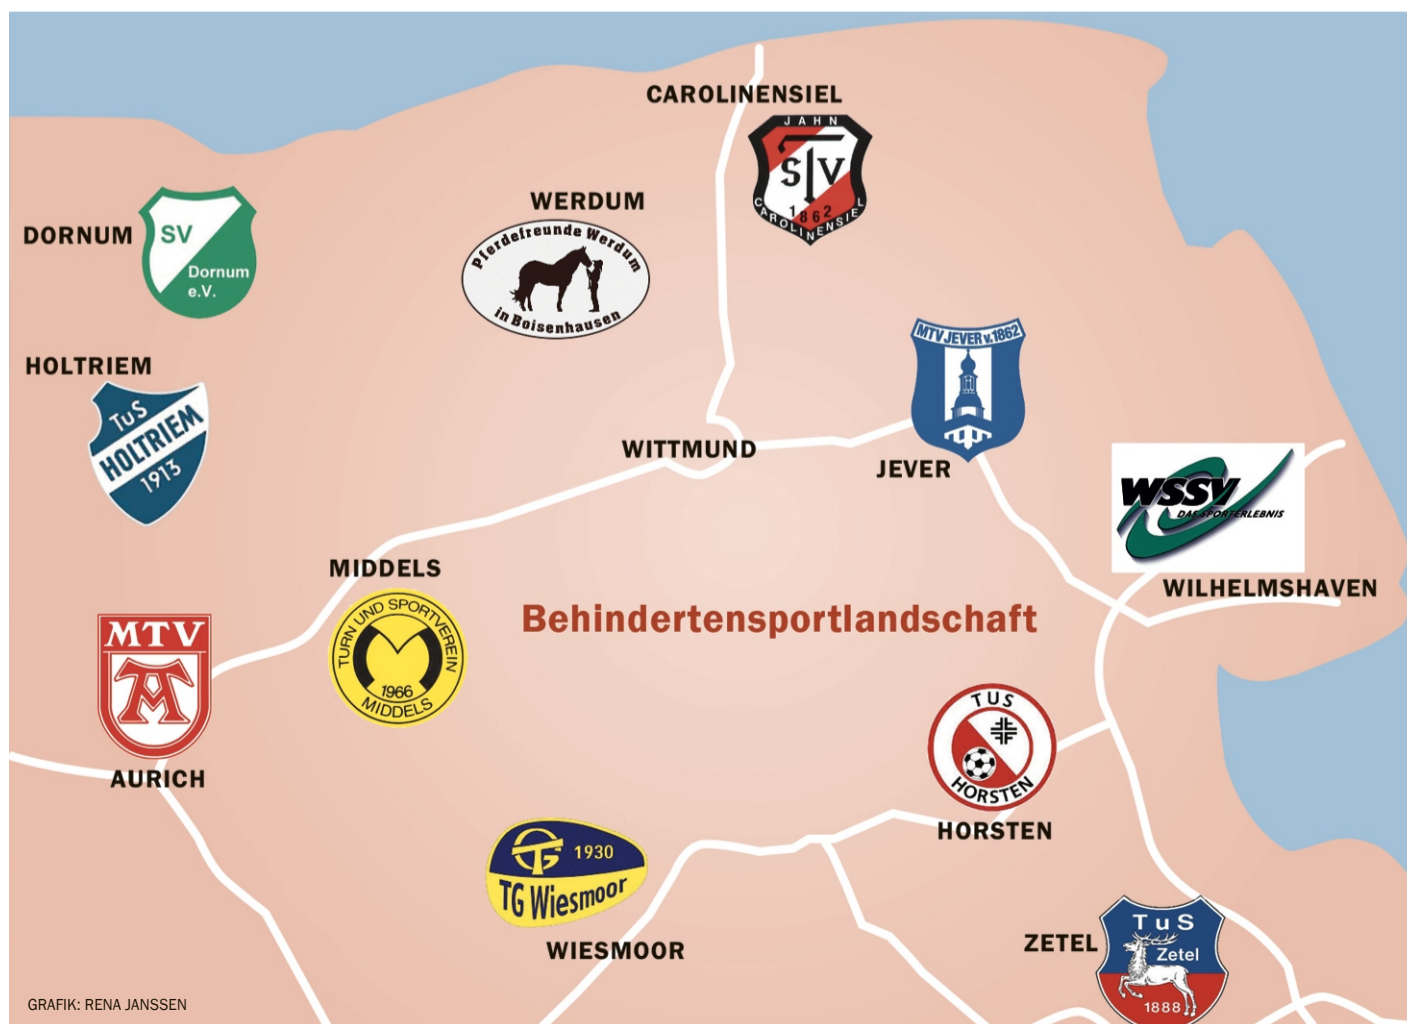 CAROLINENSIEL
JAHN
STV
1862
CAROLINENSIEL
WERDUM
Pferdefreunde Werdum
in Boisenhausen
DORNUM
SV
Dornum
e.V.
HOLTRIEM
TuS
HOLTRIEM
1913
MTV JEVER v.1862
JEVER
WITTMUND
WSSV
DAS SPORTERLEBNIS
WILHELMSHAVEN
MIDDELS
TURN UND SPORTVEREIN
1966
MIDDELS
Behindertensportlandschaft
MTV
A
AURICH
TUS
HORSTEN
HORSTEN
TG
1930
TG Wiesmoor
WIESMOOR
ZETEL
TuS
Zetel
1888
GRAFIK: RENA JANSSEN